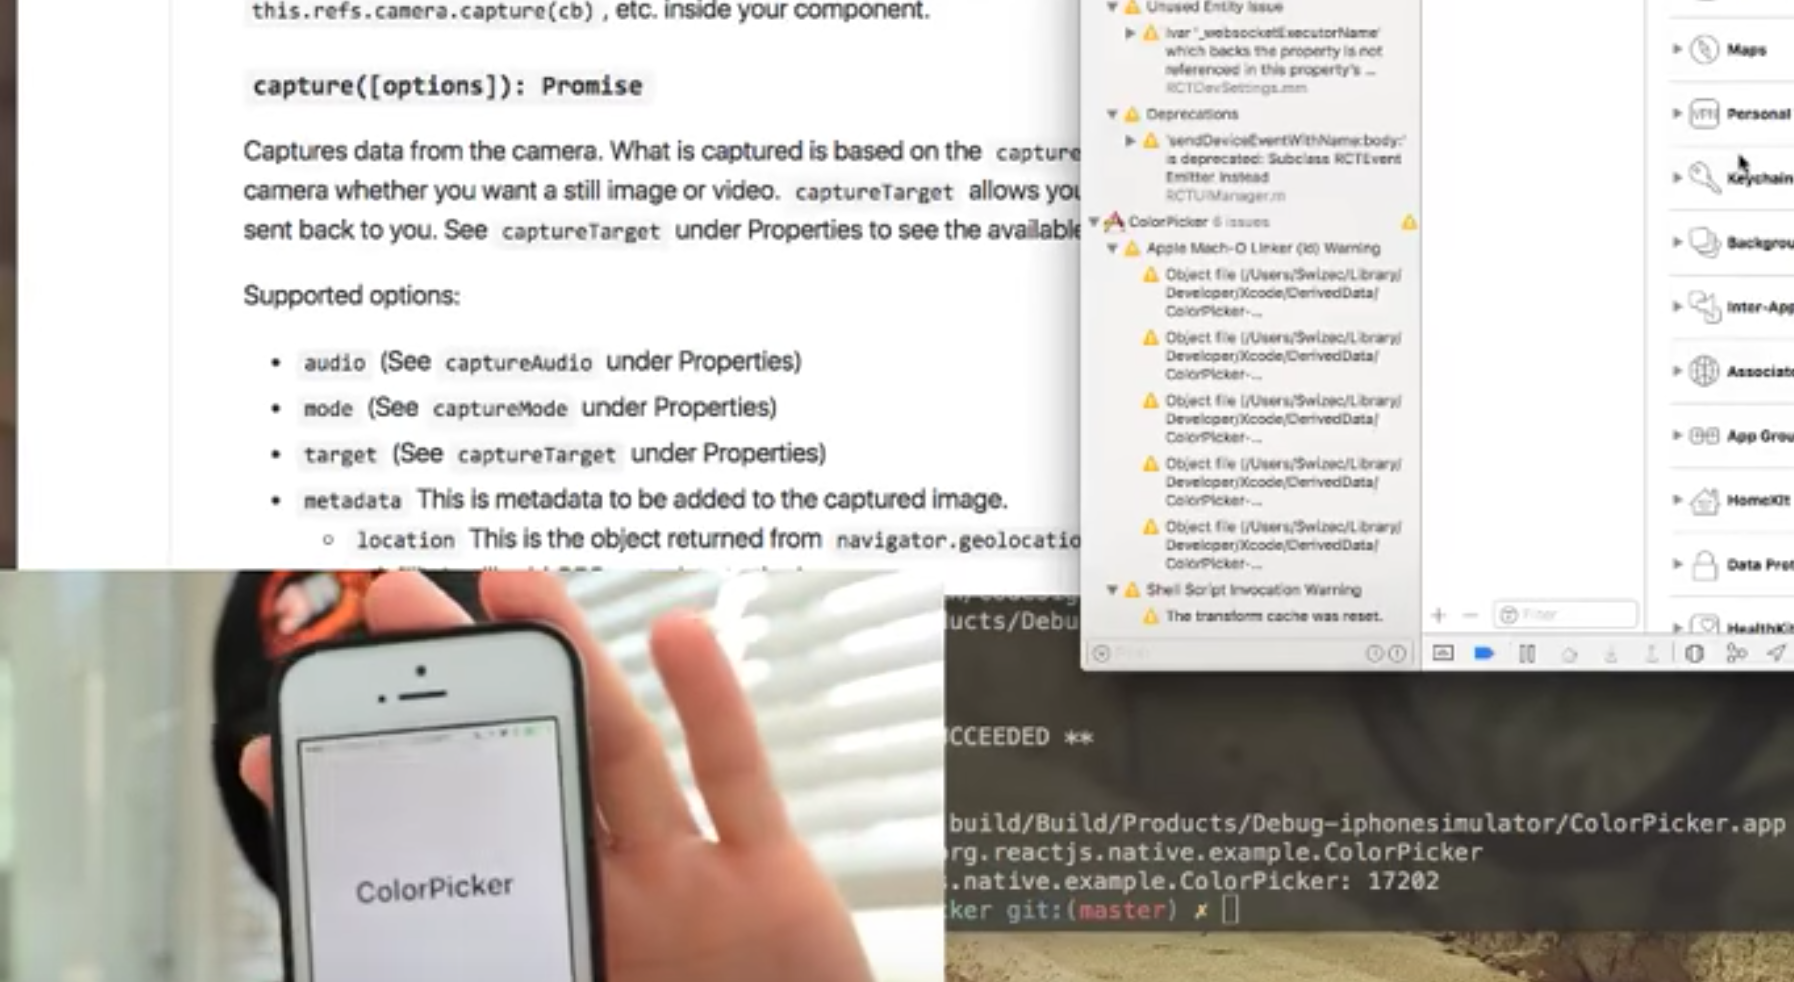 this.refs.camera.capture(cb) , etc. inside your component.
capture([options]): Promise
Captures data from the camera. What is captured is based on the capture
camera whether you want a still image or video. captureTarget allows you
sent back to you. See captureTarget under Properties to see the available
Supported options:
• audio (See captureAudio under Properties)
• mode (See captureMode under Properties)
• target (See captureTarget under Properties)
• metadata This is metadata to be added to the captured image.
location This is the object returned from navigator.geolocatio
Unused Entity Issue
Ivar '_websocketExecutorName'
which backs the property is not
referenced in this property's ...
RCTDevSettings.mm
Deprecations
'sendDeviceEventWithName:body:'
is deprecated: Subclass RCTEvent
Emitter instead
RCTUIManager.m
ColorPicker 6 issues
Apple Mach-O Linker (ld) Warning
Object file (/Users/Swizec/Library/
Developer/Xcode/DerivedData/
ColorPicker-...
Object file (/Users/Swizec/Library/
Developer/Xcode/DerivedData/
ColorPicker-...
Object file (/Users/Swizec/Library/
Developer/Xcode/DerivedData/
ColorPicker-...
Object file (/Users/Swizec/Library/
Developer/Xcode/DerivedData/
ColorPicker-...
Object file (/Users/Swizec/Library/
Developer/Xcode/DerivedData/
ColorPicker-...
Shell Script Invocation Warning
The transform cache was reset.
Filter
Filter
Maps
VPN Personal
Keychain
Backgrou
Inter-App
Associate
App Grou
HomeKit
Data Prot
HealthKit
ucts/Debu
CCEEDED **
build/Build/Products/Debug-iphonesimulator/ColorPicker.app
rg.reactjs.native.example.ColorPicker
.native.example.ColorPicker: 17202
ker git:(master) ✗
ColorPicker